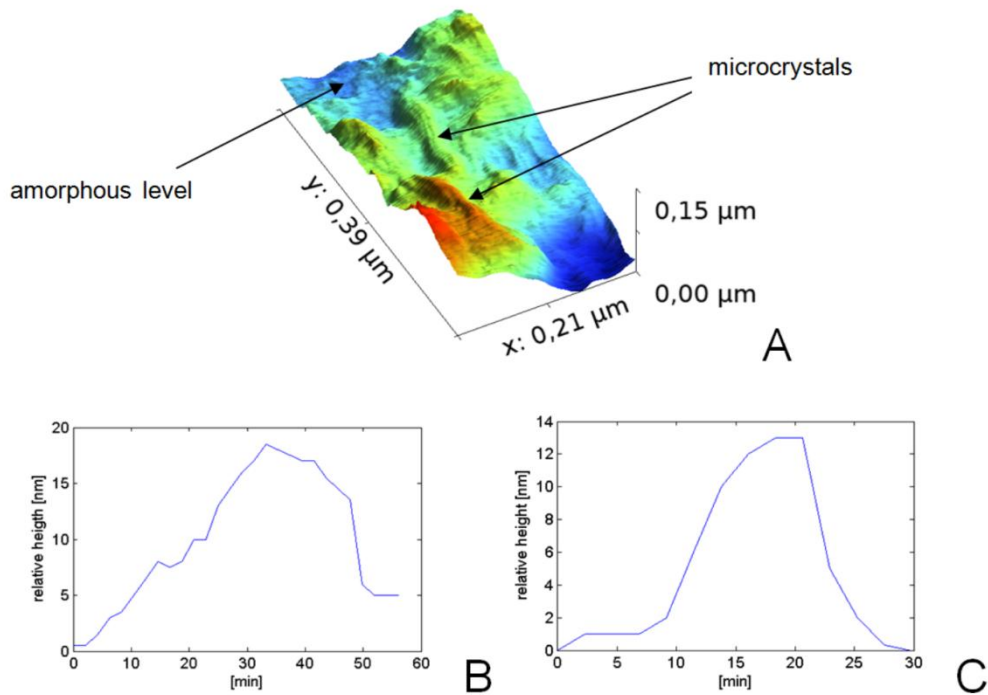 microcrystals
amorphous level
y: 0,39 µm
0,15 µm
0,00 µm
x: 0,21 µm
A
20
15
10
5
0
relative heigth [nm]
0 10 20 30 40 50 60
[min]
B
14
12
10
8
6
4
2
0
relative height [nm]
0 5 10 15 20 25 30
[min]
C